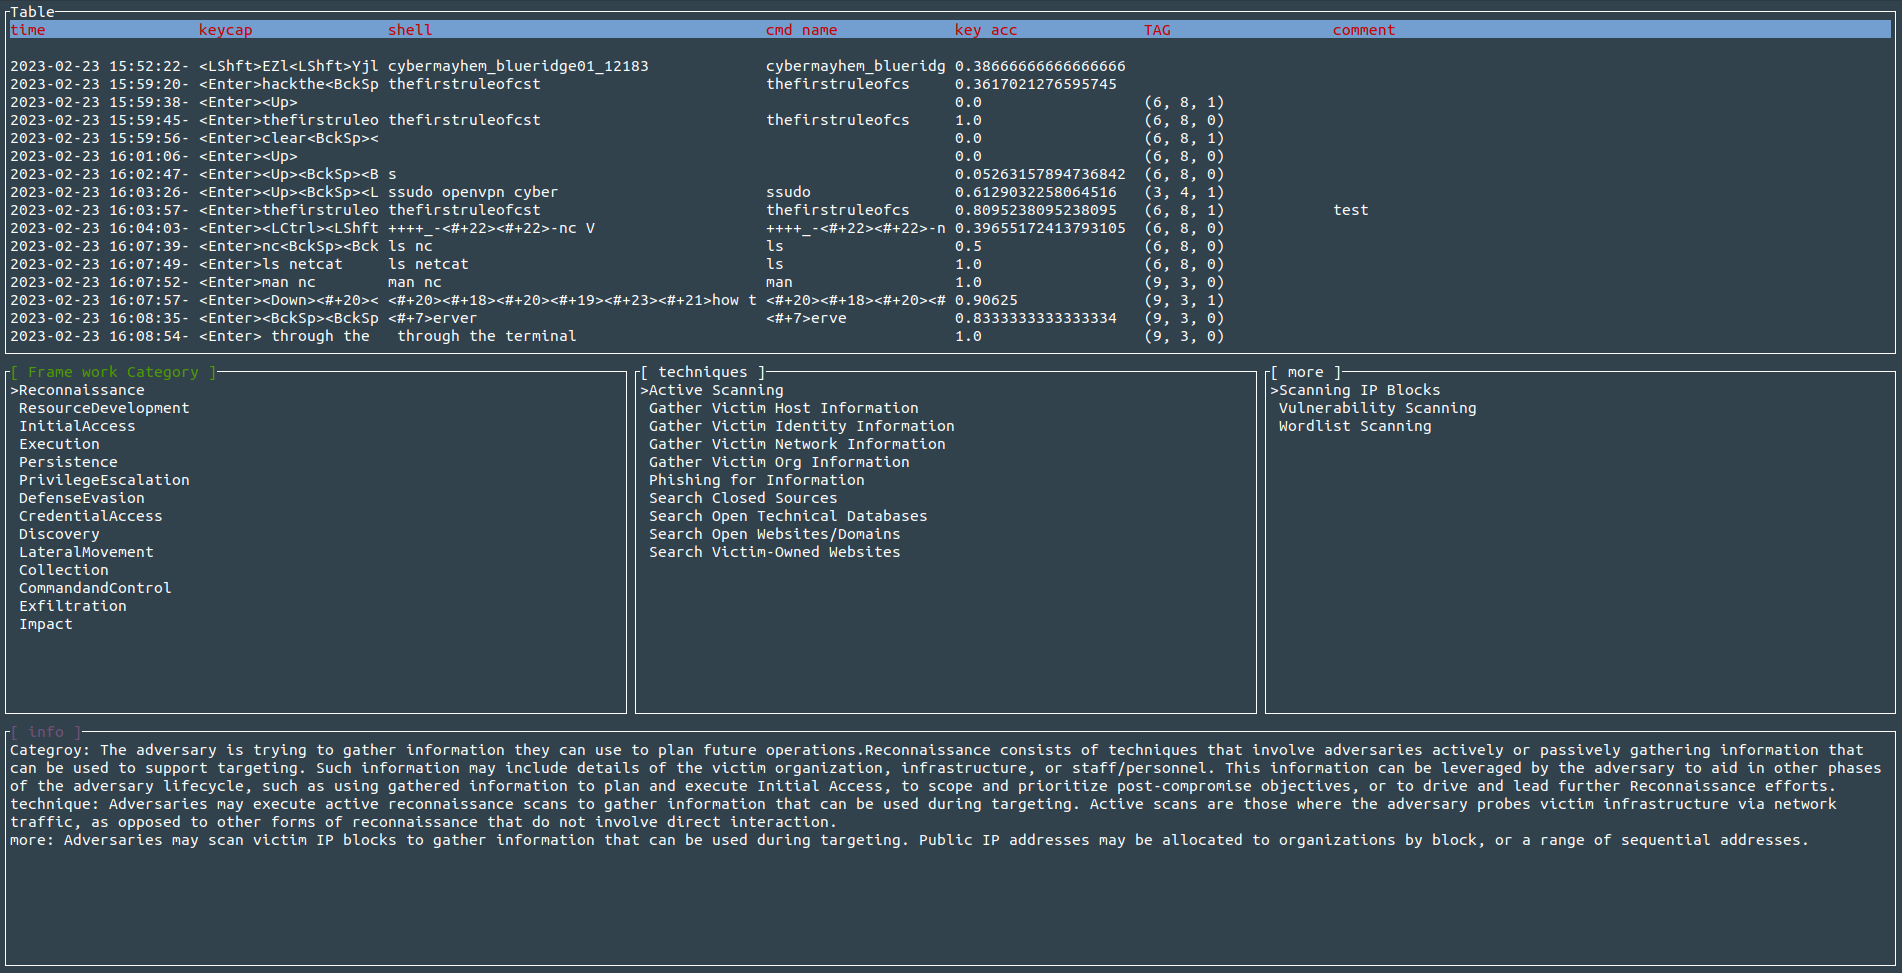 Table
time keycap shell cmd name key acc TAG comment
2023-02-23 15:52:22- <LShft>EZl<LShft>Yjl cybermayhem_blueridge01_12183 cybermayhem_blueridg 0.38666666666666666
2023-02-23 15:59:20- <Enter>hackthe<BckSp thefirstruleofcst thefirstruleofcs 0.3617021276595745
2023-02-23 15:59:38- <Enter><Up> 0.0 (6, 8, 1)
2023-02-23 15:59:45- <Enter>thefirstruleo thefirstruleofcst thefirstruleofcs 1.0 (6, 8, 0)
2023-02-23 15:59:56- <Enter>clear<BckSp>< 0.0 (6, 8, 1)
2023-02-23 16:01:06- <Enter><Up> 0.0 (6, 8, 0)
2023-02-23 16:02:47- <Enter><Up><BckSp><B s 0.05263157894736842 (6, 8, 0)
2023-02-23 16:03:26- <Enter><Up><BckSp><L ssudo openvpn cyber ssudo 0.6129032258064516 (3, 4, 1)
2023-02-23 16:03:57- <Enter>thefirstruleo thefirstruleofcst thefirstruleofcs 0.8095238095238095 (6, 8, 1) test
2023-02-23 16:04:03- <Enter><LCtrl><LShft ++++_-<#+22><#+22>-nc V ++++_-<#+22><#+22>-n 0.39655172413793105 (6, 8, 0)
2023-02-23 16:07:39- <Enter>nc<BckSp><Bck ls nc ls 0.5 (6, 8, 0)
2023-02-23 16:07:49- <Enter>ls netcat ls netcat ls 1.0 (6, 8, 0)
2023-02-23 16:07:52- <Enter>man nc man nc man 1.0 (9, 3, 0)
2023-02-23 16:07:57- <Enter><Down><#+20>< <#+20><#+18><#+20><#+19><#+23><#+21>how t <#+20><#+18><#+20><# 0.90625 (9, 3, 1)
2023-02-23 16:08:35- <Enter><BckSp><BckSp <#+7>erver <#+7>erve 0.8333333333333334 (9, 3, 0)
2023-02-23 16:08:54- <Enter> through the through the terminal 1.0 (9, 3, 0)
[ Frame work Category ]
>Reconnaissance
ResourceDevelopment
InitialAccess
Execution
Persistence
PrivilegeEscalation
DefenseEvasion
CredentialAccess
Discovery
LateralMovement
Collection
CommandandControl
Exfiltration
Impact
[ techniques ]
>Active Scanning
Gather Victim Host Information
Gather Victim Identity Information
Gather Victim Network Information
Gather Victim Org Information
Phishing for Information
Search Closed Sources
Search Open Technical Databases
Search Open Websites/Domains
Search Victim-Owned Websites
[ more ]
>Scanning IP Blocks
Vulnerability Scanning
Wordlist Scanning
[ info ]
Categroy: The adversary is trying to gather information they can use to plan future operations.Reconnaissance consists of techniques that involve adversaries actively or passively gathering information that
can be used to support targeting. Such information may include details of the victim organization, infrastructure, or staff/personnel. This information can be leveraged by the adversary to aid in other phases
of the adversary lifecycle, such as using gathered information to plan and execute Initial Access, to scope and prioritize post-compromise objectives, or to drive and lead further Reconnaissance efforts.
technique: Adversaries may execute active reconnaissance scans to gather information that can be used during targeting. Active scans are those where the adversary probes victim infrastructure via network
traffic, as opposed to other forms of reconnaissance that do not involve direct interaction.
more: Adversaries may scan victim IP blocks to gather information that can be used during targeting. Public IP addresses may be allocated to organizations by block, or a range of sequential addresses.